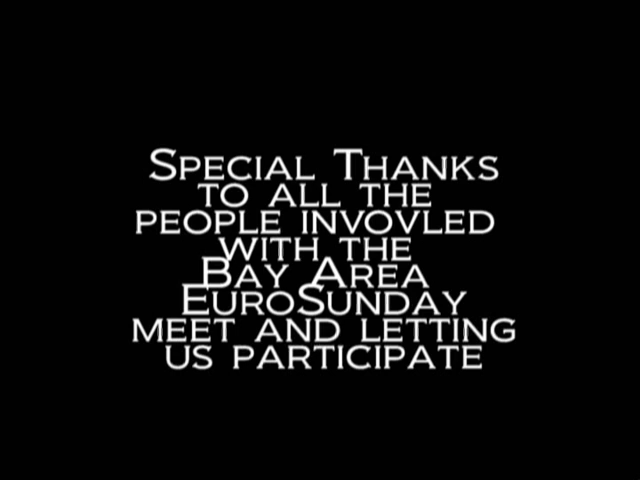 Special Thanks
to all the
people invovled
with the
Bay Area
EuroSunday
meet and letting
us participate